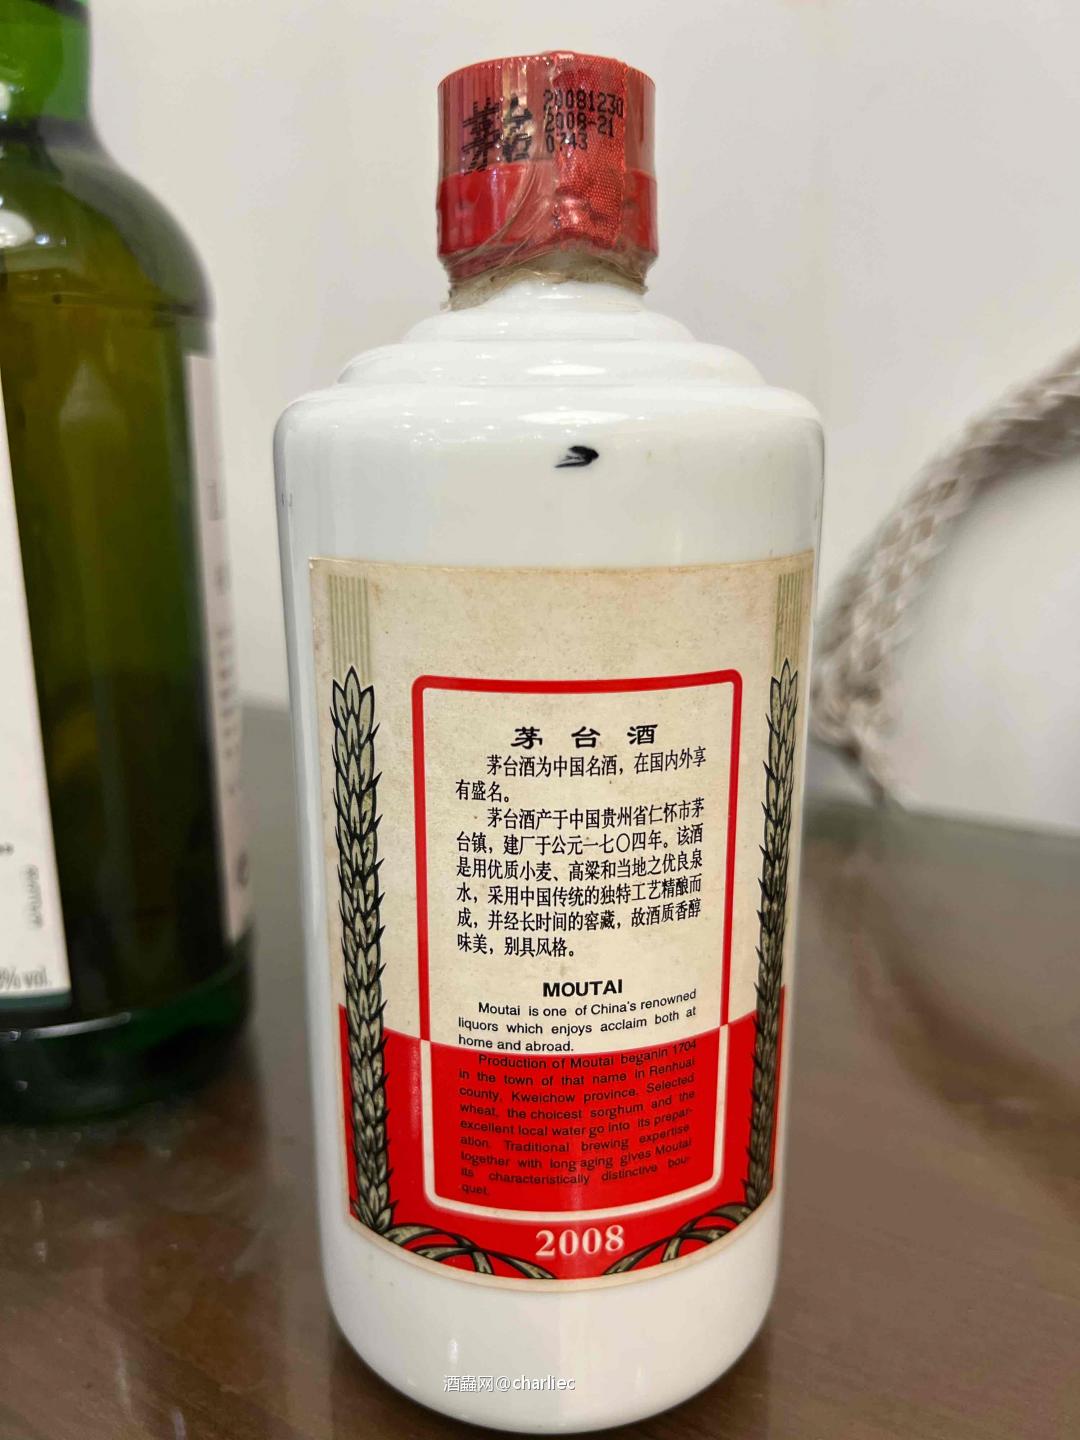 20081230
2008-21
0743
茅台酒
茅台酒为中国名酒，在国内外享
有盛名。
茅台酒产于中国贵州省仁怀市茅
台镇，建厂于公元一七〇四年。该酒
是用优质小麦、高粱和当地之优良泉
水，采用中国传统的独特工艺精酿而
成，并经长时间的窖藏，故酒质香醇
味美，别具风格。
MOUTAI
Moutai is one of China's renowned
liquors which enjoys acclaim both at
home and abroad.
Production of Moutai beganin 1704
in the town of that name in Renhuai
county, Kweichow province. Selected
wheat, the choicest sorghum and the
excellent local water go into its prepar-
ation. Traditional brewing expertise
together with long aging gives Moutai
its characteristically distinctive bou-
quet.
2008
% vol.
酒蟲网@charliec